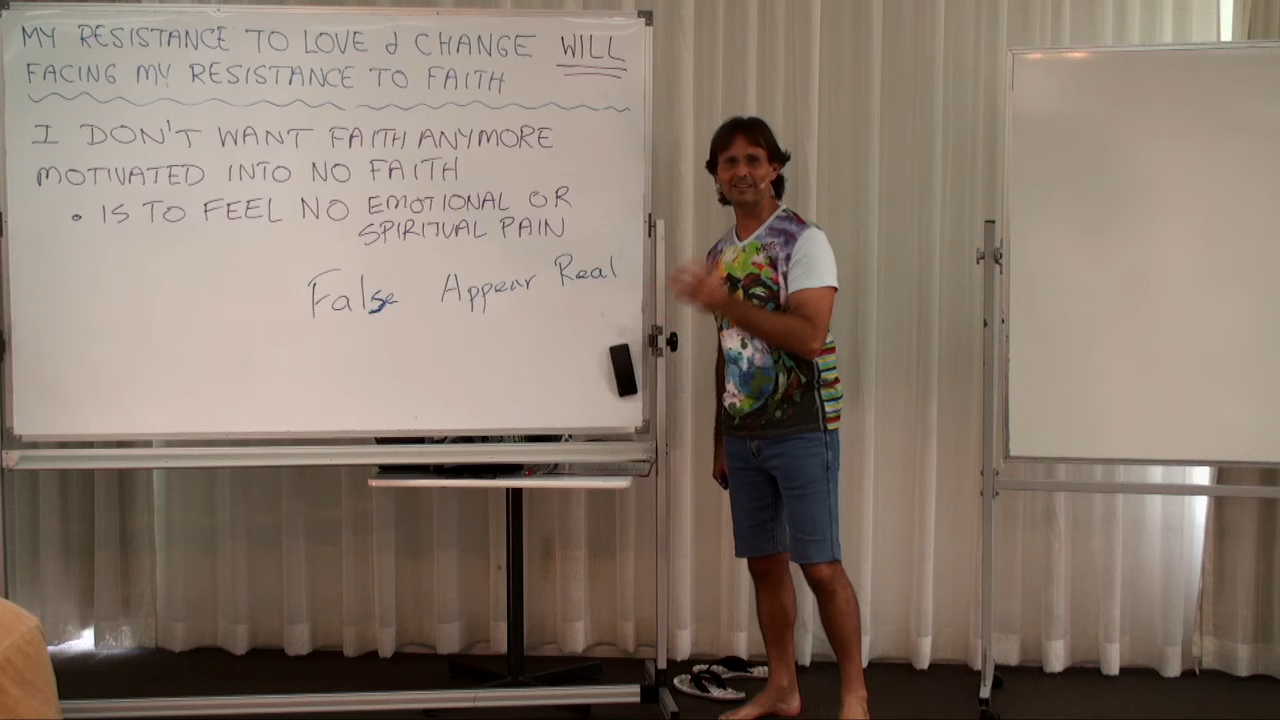 MY RESISTANCE TO LOVE & CHANGE WILL
FACING MY RESISTANCE TO FAITH
I DON'T WANT FAITH ANYMORE
MOTIVATED INTO NO FAITH
• IS TO FEEL NO EMOTIONAL OR
SPIRITUAL PAIN
False Appear Real